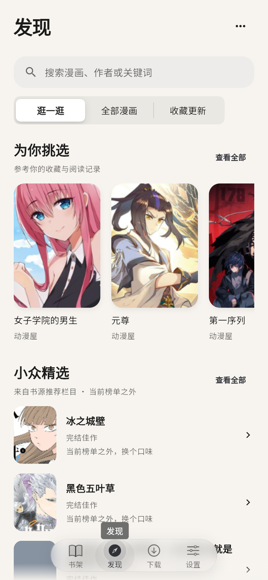 发现
搜索漫画、作者或关键词
逛一逛
全部漫画
收藏更新
为你挑选
参考你的收藏与阅读记录
查看全部
女子学院的男生
动漫屋
元尊
动漫屋
第一序列
动漫屋
小众精选
来自书源推荐栏目 · 当前榜单之外
查看全部
冰之城壁
完结佳作
当前榜单之外，换个口味
黑色五叶草
完结佳作
当前榜单之外，换个口味
发现
就是
书架
发现
下载
设置